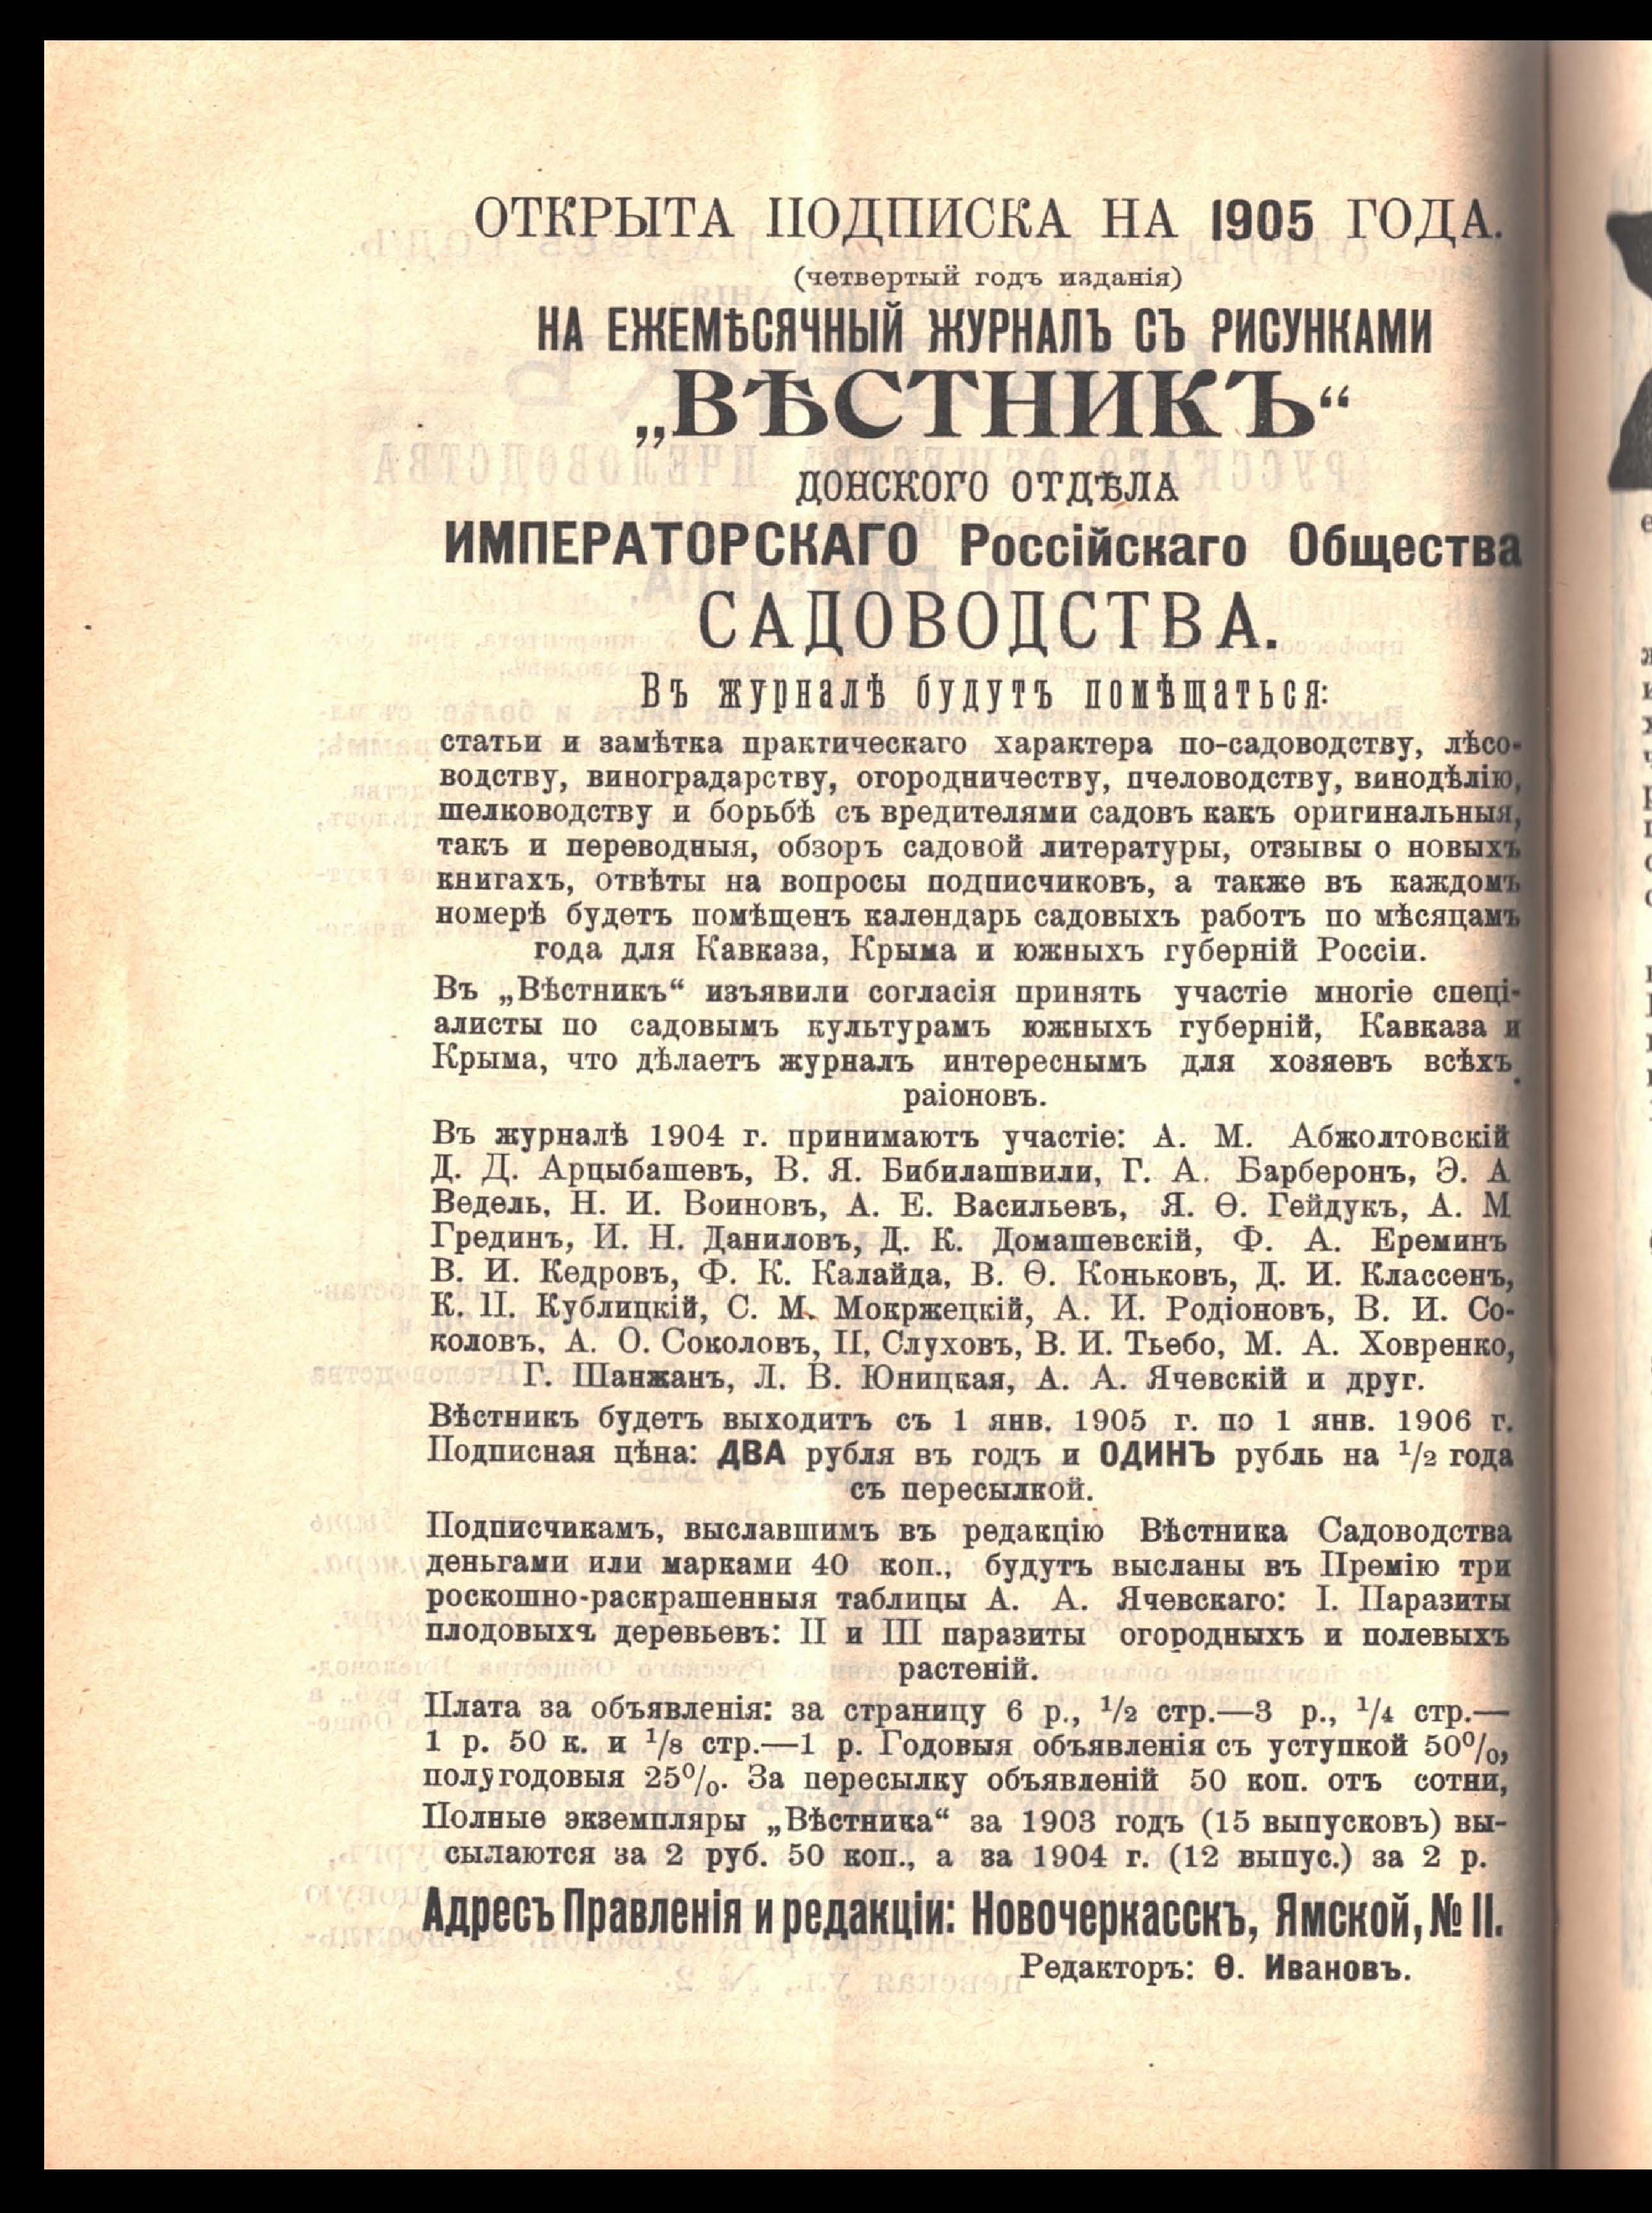 ОТКРЫТА ПОДПИСКА НА 1905 ГОДА.
(четвертый годъ изданія)
НА ЕЖЕМѢСЯЧНЫЙ ЖУРНАЛЪ СЪ РИСУНКАМИ
„ВѢСТНИКЪ“
ДОНСКОГО ОТДѢЛА
ИМПЕРАТОРСКАГО Россійскаго Общества
САДОВОДСТВА.
Въ журналѣ будутъ помѣщаться:
статьи и замѣтка практическаго характера по-садоводству, лѣсо-
водству, виноградарству, огородничеству, пчеловодству, винодѣлію,
шелководству и борьбѣ съ вредителями садовъ какъ оригинальныя,
такъ и переводныя, обзоръ садовой литературы, отзывы о новыхъ
книгахъ, отвѣты на вопросы подписчиковъ, а также въ каждомъ
номерѣ будетъ помѣщенъ календарь садовыхъ работъ по мѣсяцамъ
года для Кавказа, Крыма и южныхъ губерній Россіи.
Въ „Вѣстникъ“ изъявили согласія принять участіе многіе спеці-
алисты по садовымъ культурамъ южныхъ губерній, Кавказа и
Крыма, что дѣлаетъ журналъ интереснымъ для хозяевъ всѣхъ
раіоновъ.
Въ журналѣ 1904 г. принимаютъ участіе: А. М. Абжолтовскій
Д. Д. Арцыбашевъ, В. Я. Бибилашвили, Г. А. Барберонъ, Э. А
Ведель, Н. И. Воиновъ, А. Е. Васильевъ, Я. Ѳ. Гейдукъ, А. М
Грединъ, И. Н. Даниловъ, Д. К. Домашевскій, Ф. А. Ереминъ
В. И. Кедровъ, Ф. К. Калайда, В. Ѳ. Коньковъ, Д. И. Классенъ,
К. П. Кублицкій, С. М. Мокржецкій, А. И. Родіоновъ, В. И. Со-
коловъ, А. О. Соколовъ, П, Слуховъ, В. И. Тьебо, М. А. Ховренко,
Г. Шанжанъ, Л. В. Юницкая, А. А. Ячевскій и друг.
Вѣстникъ будетъ выходить съ 1 янв. 1905 г. по 1 янв. 1906 г.
Подписная цѣна: ДВА рубля въ годъ и ОДИНЪ рубль на 1/2 года
съ пересылкой.
Подписчикамъ, выславшимъ въ редакцію Вѣстника Садоводства
деньгами или марками 40 коп., будутъ высланы въ Премію три
роскошно-раскрашенныя таблицы А. А. Ячевскаго: I. Паразиты
плодовыхъ деревьевъ: II и III паразиты огородныхъ и полевыхъ
растеній.
Плата за объявленія: за страницу 6 р., 1/2 стр.—3 р., 1/4 стр.—
1 р. 50 к. и 1/8 стр.—1 р. Годовыя объявленія съ уступкой 50%,
полугодовыя 25%. За пересылку объявленій 50 коп. отъ сотни,
Полные экземпляры „Вѣстника“ за 1903 годъ (15 выпусковъ) вы-
сылаются за 2 руб. 50 коп., а за 1904 г. (12 выпус.) за 2 р.
Адресъ Правленія и редакціи: Новочеркасскъ, Ямской, № II.
Редакторъ: Ѳ. Ивановъ.